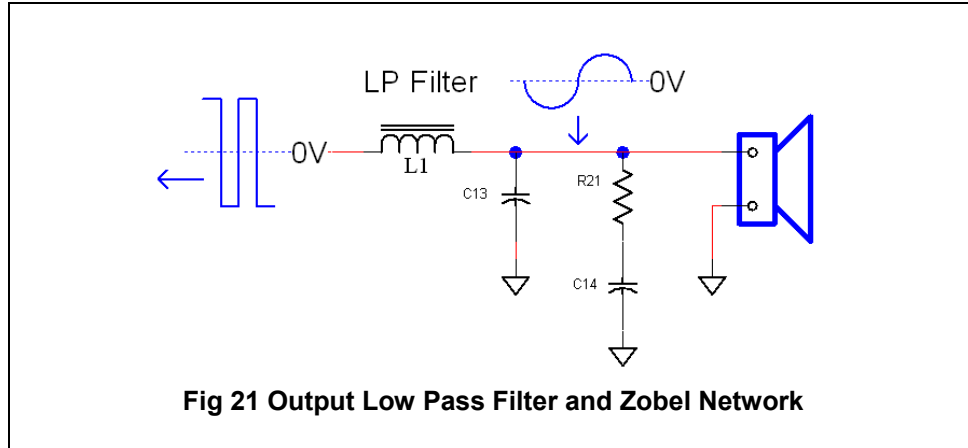 LP Filter
0V
0V
L1
C13
R21
C14
Fig 21 Output Low Pass Filter and Zobel Network